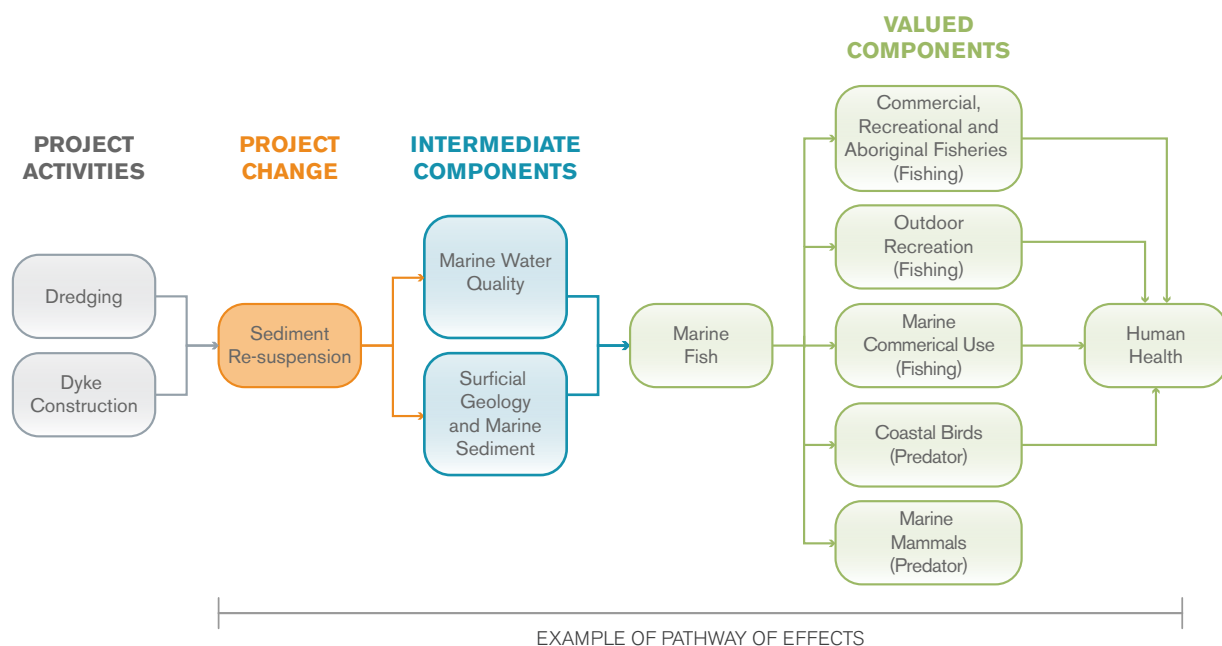 PROJECT
ACTIVITIES
PROJECT
CHANGE
INTERMEDIATE
COMPONENTS
VALUED
COMPONENTS
Dredging
Dyke
Construction
Sediment
Re-suspension
Marine Water
Quality
Surficial
Geology
and Marine
Sediment
Marine
Fish
Commercial,
Recreational and
Aboriginal Fisheries
(Fishing)
Outdoor
Recreation
(Fishing)
Marine
Commerical Use
(Fishing)
Coastal Birds
(Predator)
Marine
Mammals
(Predator)
Human
Health
EXAMPLE OF PATHWAY OF EFFECTS